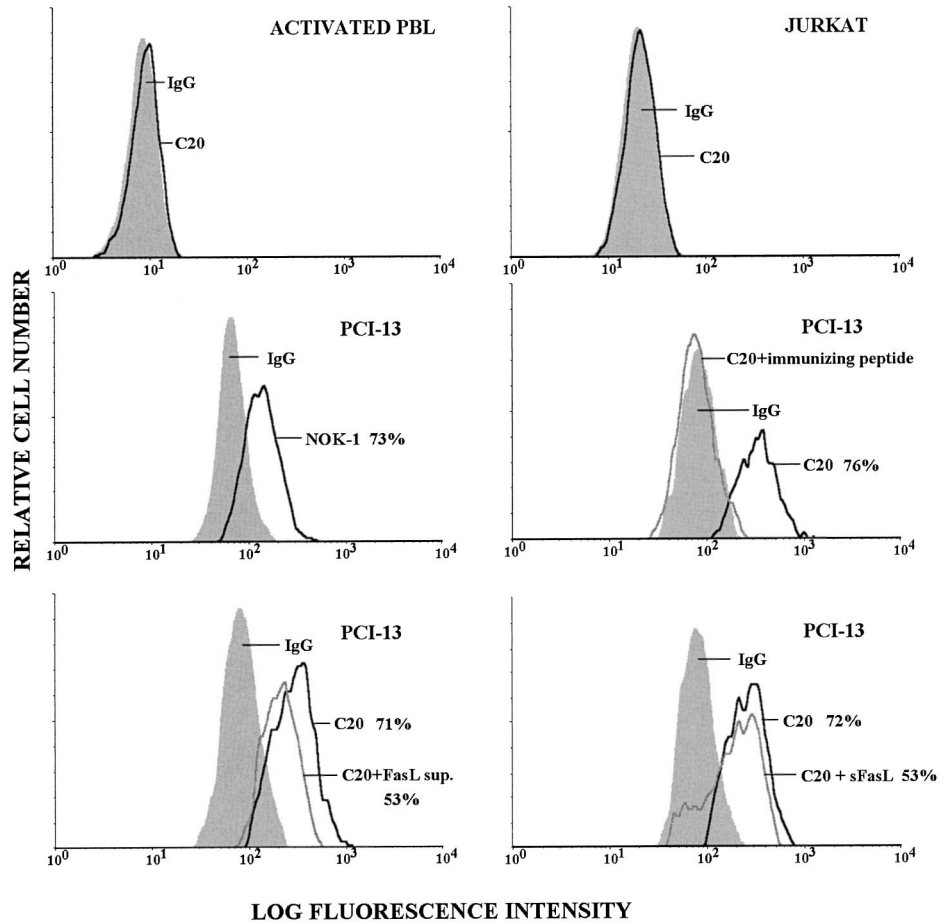 ACTIVATED PBL
IgG
C20
10^0 10^1 10^2 10^3 10^4
JURKAT
IgG
C20
10^0 10^1 10^2 10^3 10^4
RELATIVE CELL NUMBER
PCI-13
IgG
NOK-1 73%
10^0 10^1 10^2 10^3 10^4
PCI-13
C20+immunizing peptide
IgG
C20 76%
10^0 10^1 10^2 10^3 10^4
PCI-13
IgG
C20 71%
C20+FasL sup.
53%
10^0 10^1 10^2 10^3 10^4
PCI-13
IgG
C20 72%
C20 + sFasL 53%
10^0 10^1 10^2 10^3 10^4
LOG FLUORESCENCE INTENSITY